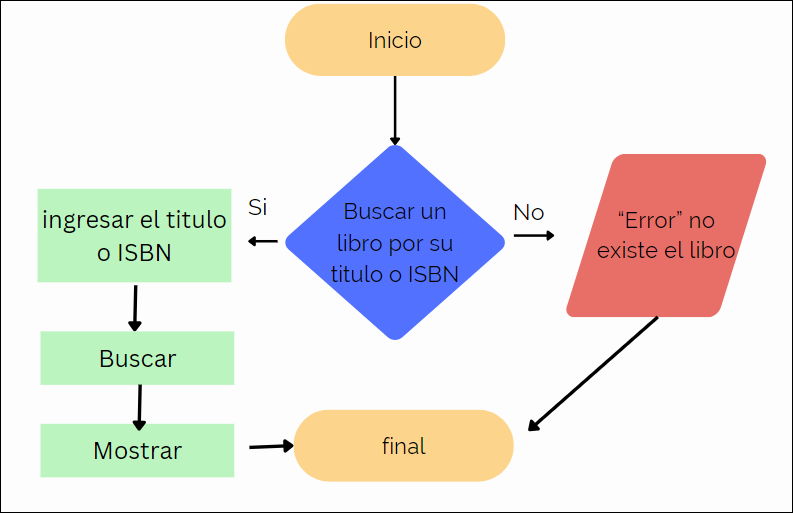 Inicio
Buscar un
libro por su
titulo o ISBN
Si
No
ingresar el titulo
o ISBN
“Error” no
existe el libro
Buscar
Mostrar
final